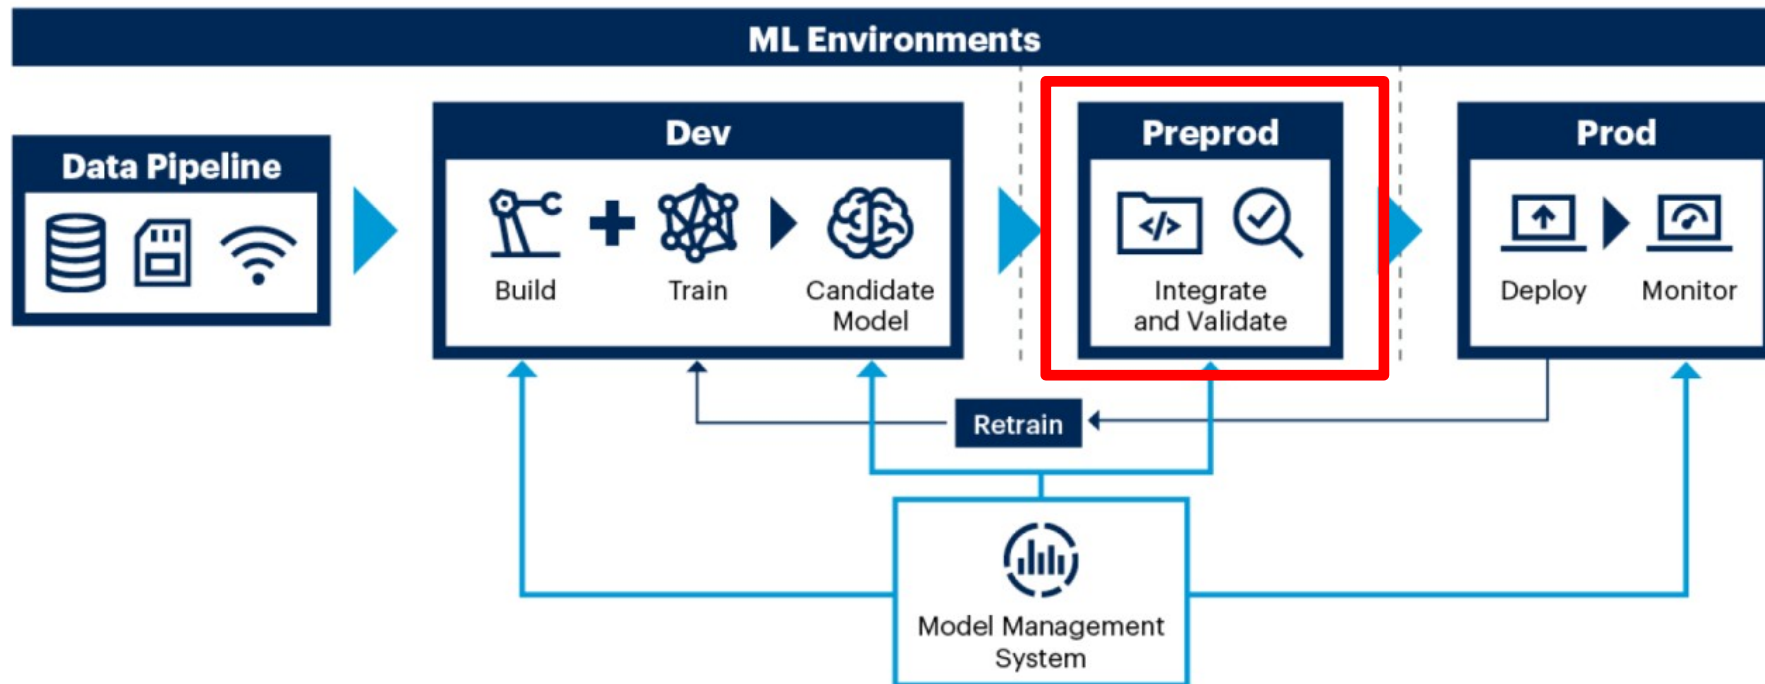 ML Environments
Data Pipeline
Dev
Build
Train
Candidate
Model
Preprod
</>
Integrate
and Validate
Prod
Deploy
Monitor
Retrain
Model Management
System